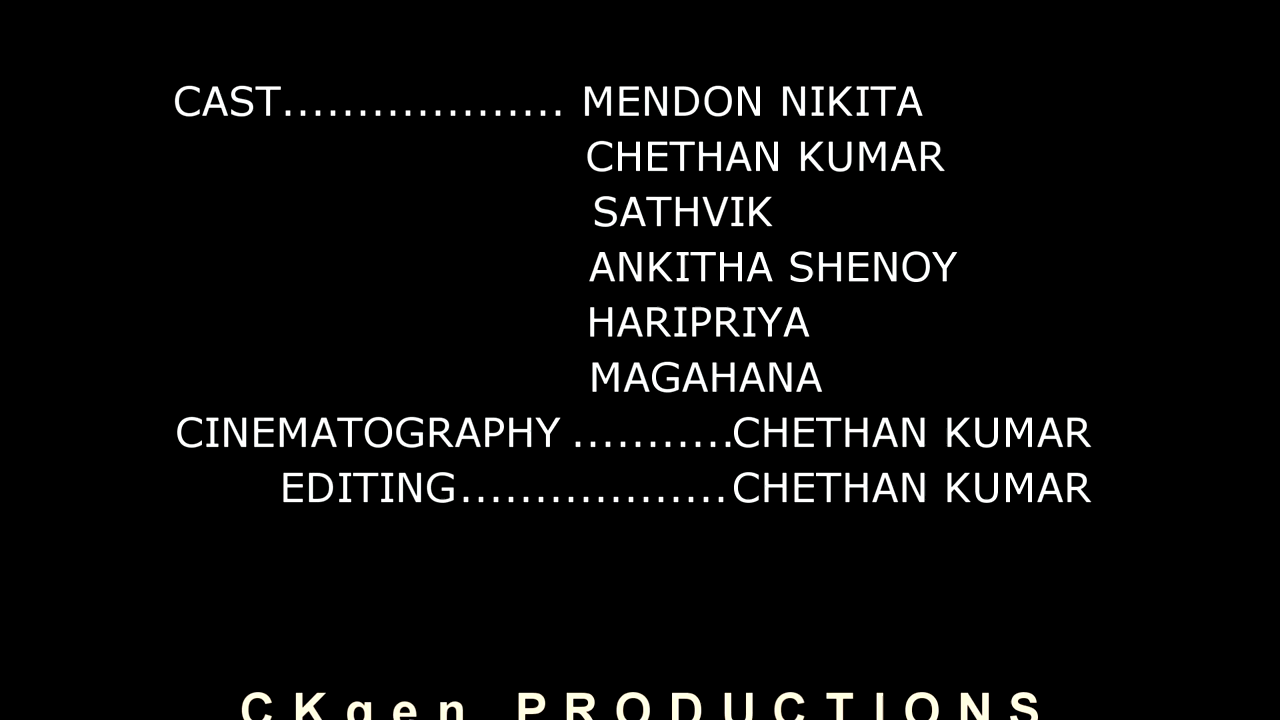 CAST................... MENDON NIKITA
CHETHAN KUMAR
SATHVIK
ANKITHA SHENOY
HARIPRIYA
MAGAHANA
CINEMATOGRAPHY ...........CHETHAN KUMAR
EDITING..................CHETHAN KUMAR
CKgen PRODUCTIONS